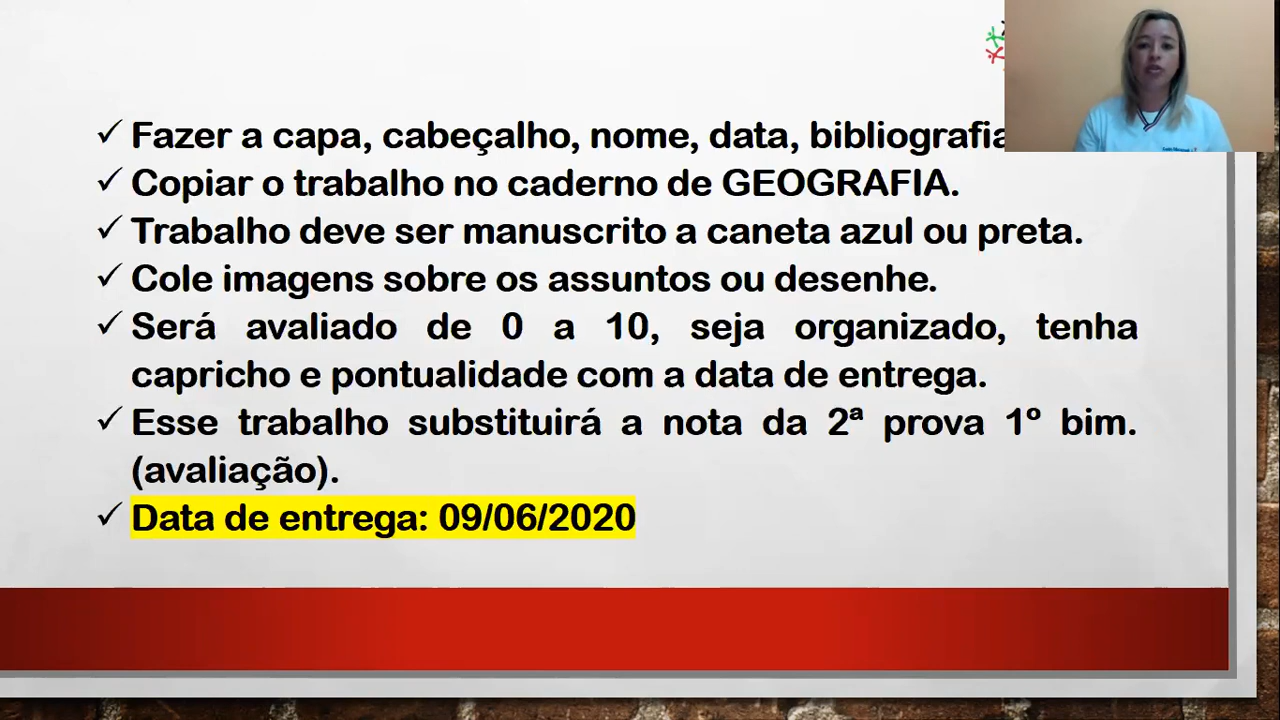 Fazer a capa, cabeçalho, nome, data, bibliografia
Copiar o trabalho no caderno de GEOGRAFIA.
Trabalho deve ser manuscrito a caneta azul ou preta.
Cole imagens sobre os assuntos ou desenhe.
Será avaliado de 0 a 10, seja organizado, tenha
capricho e pontualidade com a data de entrega.
Esse trabalho substituirá a nota da 2ª prova 1º bim.
(avaliação).
Data de entrega: 09/06/2020